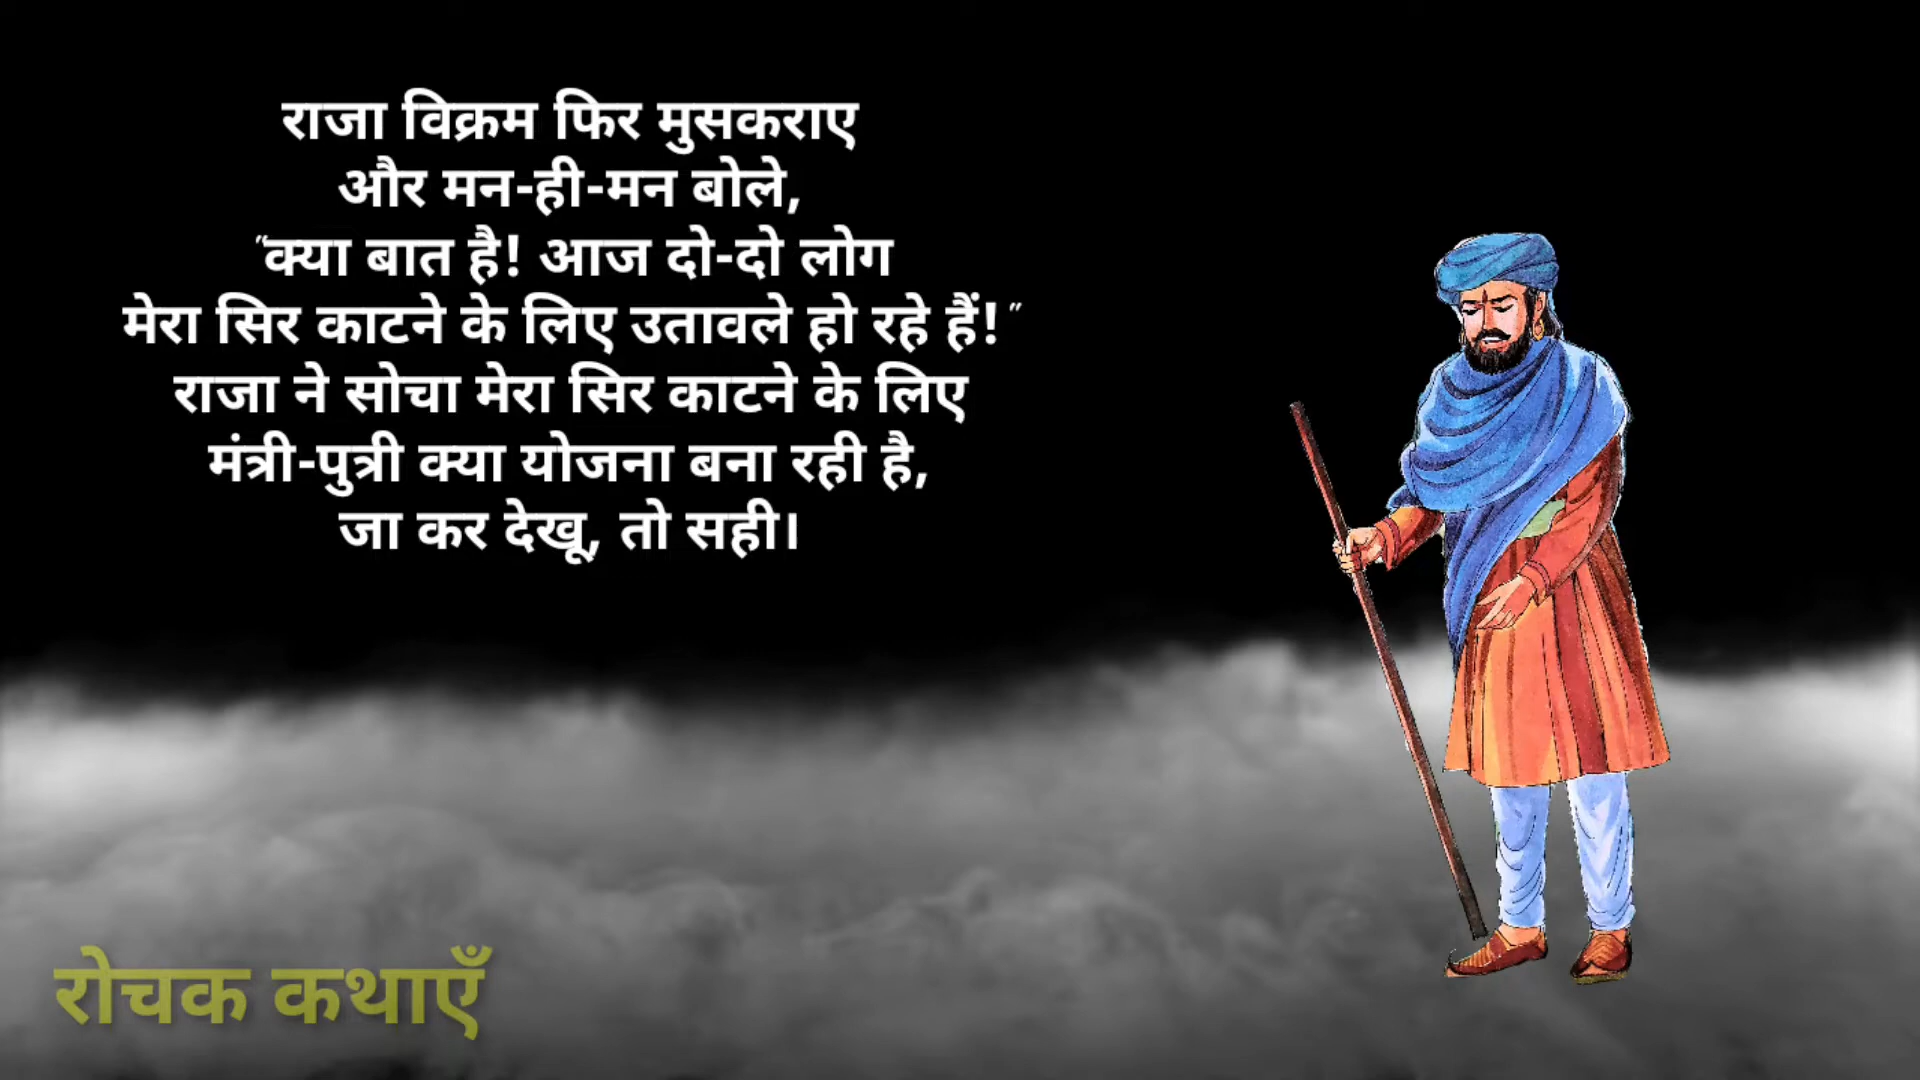 राजा विक्रम फिर मुसकराए
और मन-ही-मन बोले,
"क्या बात है! आज दो-दो लोग
मेरा सिर काटने के लिए उतावले हो रहे हैं! "
राजा ने सोचा मेरा सिर काटने के लिए
मंत्री-पुत्री क्या योजना बना रही है,
जा कर देखू, तो सही।
रोचक कथाएँ